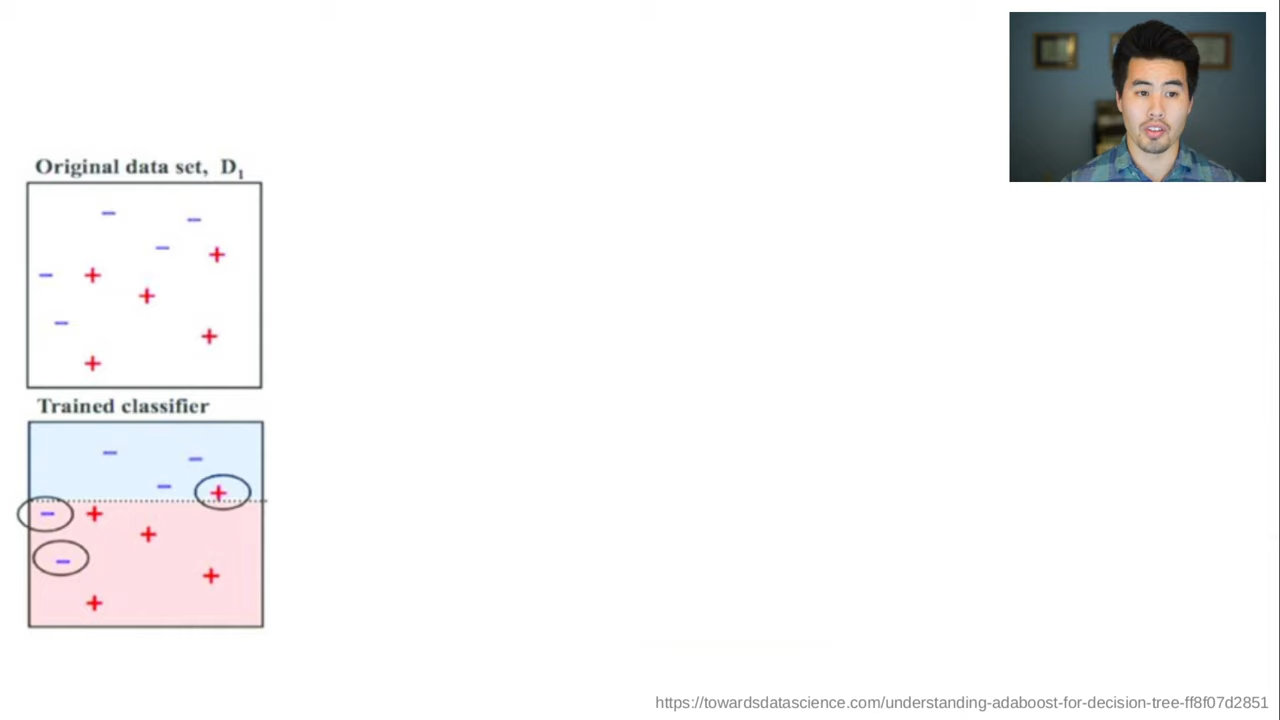 Original data set, D₁
Trained classifier
https://towardsdatascience.com/understanding-adaboost-for-decision-tree-ff8f07d2851